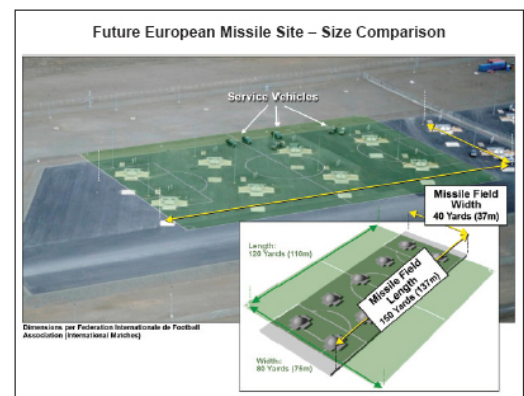 Future European Missile Site – Size Comparison
Service Vehicles
Missile Field
Width
40 Yards (37m)
Length:
120 Yards (110m)
Missile Field
Length
150 Yards (137m)
Dimensions per Federation Internationale de Football
Association (International Matches)
Width:
80 Yards (75m)